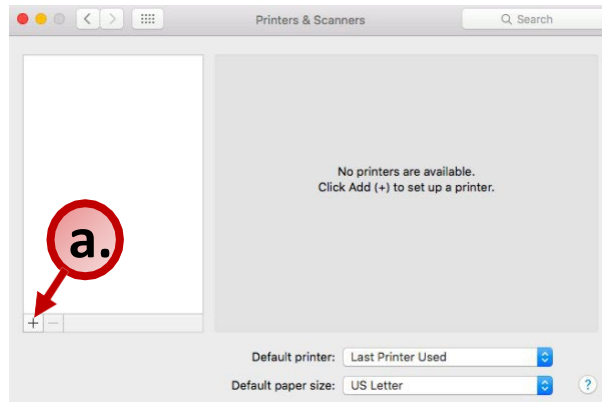 Printers & Scanners
Search
No printers are available.
Click Add (+) to set up a printer.
a.
+ −
Default printer: Last Printer Used
Default paper size: US Letter
?